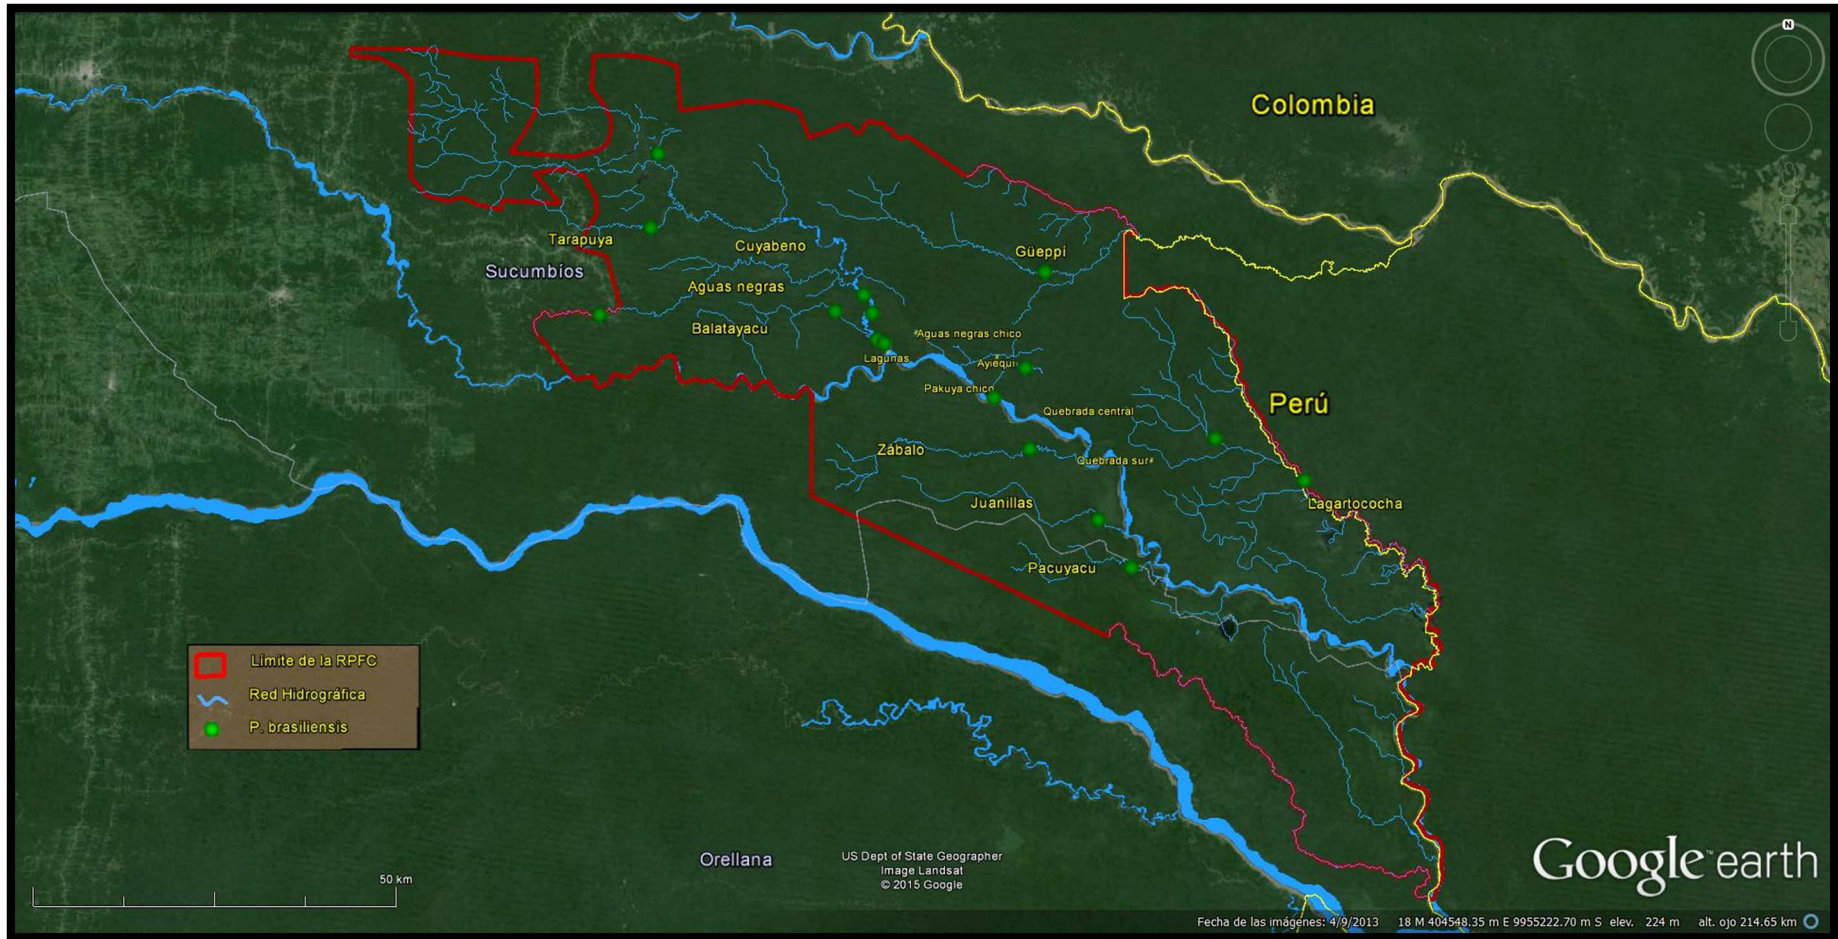 N
Colombia
Tarapuya
Cuyabeno
Güeppí
Sucumbíos
Aguas negras
Balatayacu
Aguas negras chico
Lagunas
Ayiequi
Pakuya chico
Perú
Quebrada central
Zábalo
Quebrada sur
Juanillas
Lagartococha
Pacuyacu
Límite de la RPFC
Red Hidrográfica
P. brasiliensis
Orellana
US Dept of State Geographer
Image Landsat
© 2015 Google
Google earth
50 km
Fecha de las imágenes: 4/9/2013 18 M 404548.35 m E 9955222.70 m S elev. 224 m alt. ojo 214.65 km